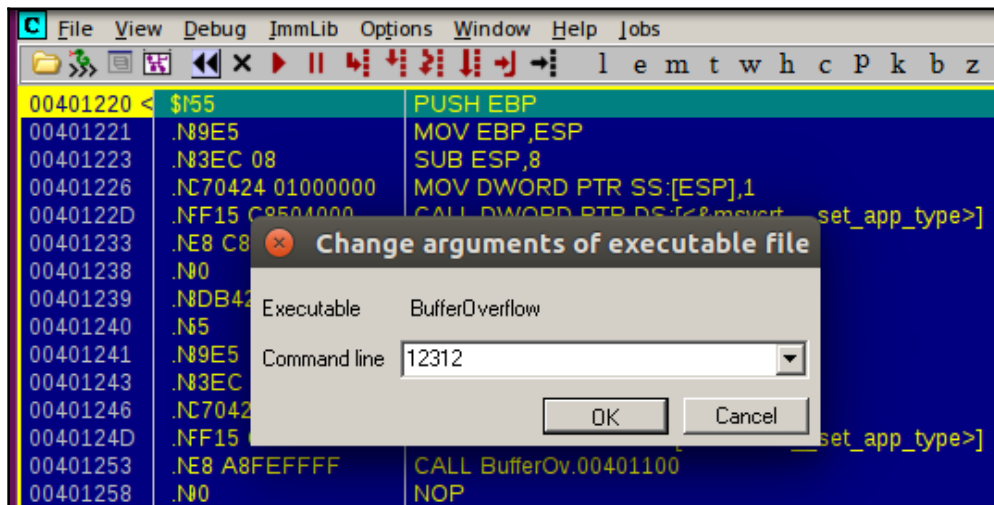 C File View Debug ImmLib Options Window Help Jobs
l e m t w h c P k b z
00401220 < $ 55 PUSH EBP
00401221 . 89E5 MOV EBP,ESP
00401223 . 83EC 08 SUB ESP,8
00401226 . C70424 01000000 MOV DWORD PTR SS:[ESP],1
0040122D . FF15 C8504000 CALL DWORD PTR DS:[<&msvcrt.__set_app_type>]
00401233 . E8 C8
00401238 . 90
00401239 . 8DB42
00401240 . 55
00401241 . 89E5
00401243 . 83EC
00401246 . C7042
0040124D . FF15 __set_app_type>]
00401253 . E8 A8FEFFFF CALL BufferOv.00401100
00401258 . 90 NOP
Change arguments of executable file
Executable BufferOverflow
Command line 12312
OK Cancel